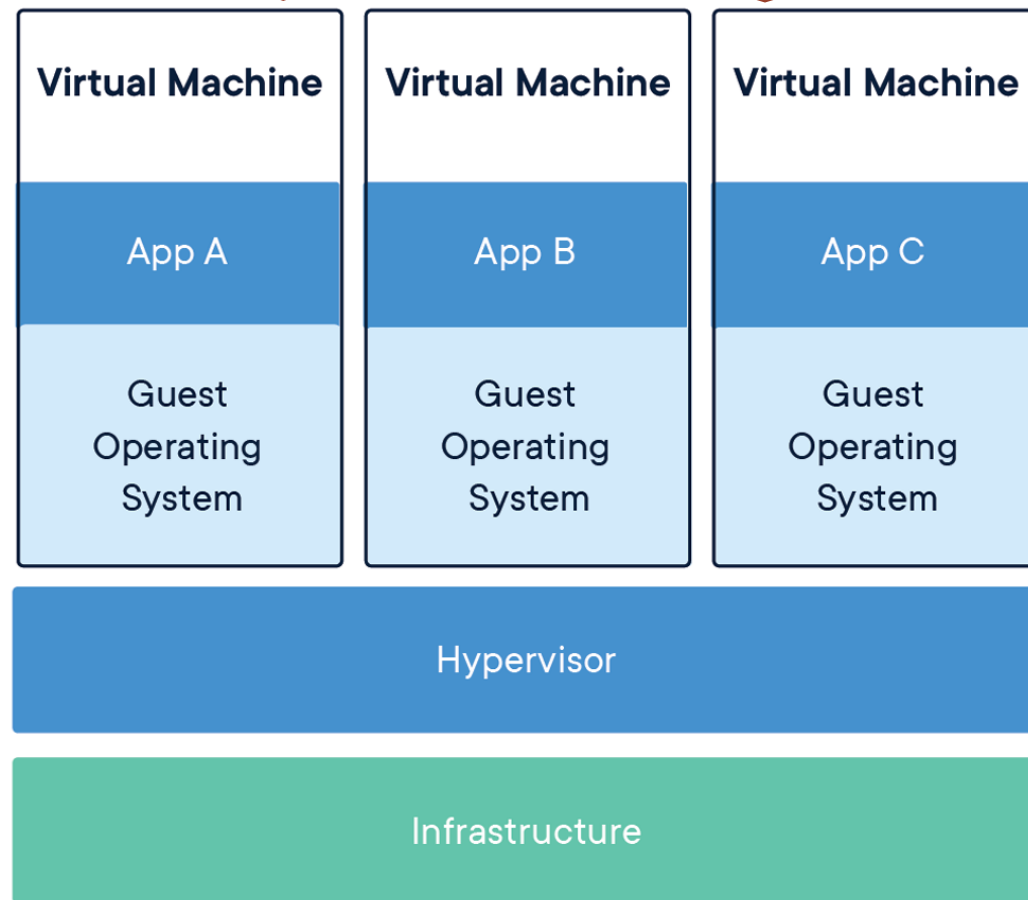 Virtual Machine
Virtual Machine
Virtual Machine
App A
App B
App C
Guest
Operating
System
Guest
Operating
System
Guest
Operating
System
Hypervisor
Infrastructure